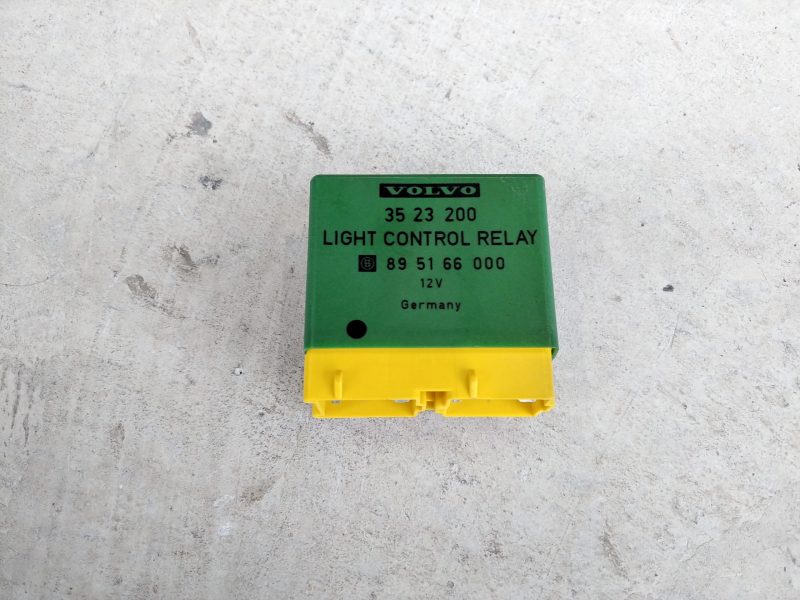 VOLVO
35 23 200
LIGHT CONTROL RELAY
B 89 51 66 000
12V
Germany